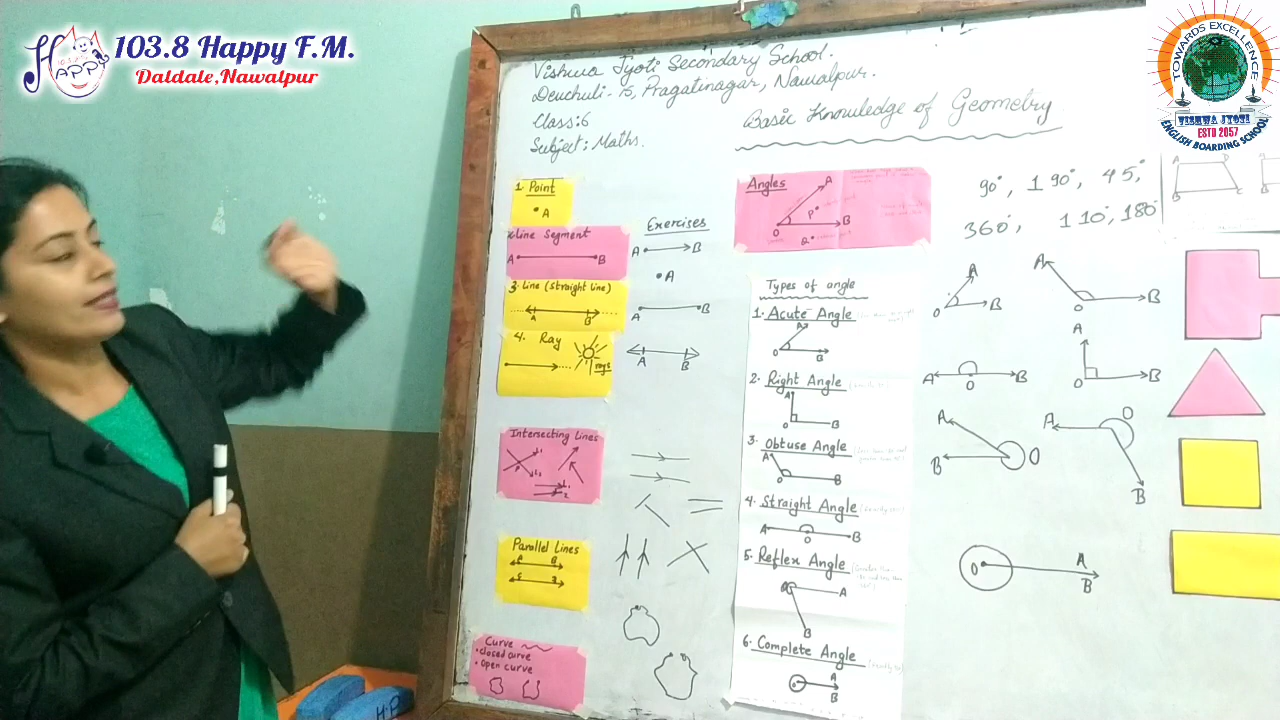 103.8 Happy F.M.
Daldale,Nawalpur
HAPPY
TOWARDS EXCELLENCE
VISHWA JYOTI
ESTD 2057
ENGLISH BOARDING SCHOOL
Vishwa Jyoti Secondary School.
Devchuli-15, Pragatinagar, Nawalpur.
Class:6
Subject: Maths.
Basic Knowledge of Geometry
1. Point
A
Line Segment
A B
3. Line (Straight line)
A B
4. Ray
rays
Intersecting Lines
Parallel Lines
Curve
closed curve
Open curve
Exercises
A B
A
A B
A B
Angles
A
P
O B
Q
Types of angle
1. Acute Angle
A
O B
2. Right Angle
A
O B
3. Obtuse Angle
A
O B
4. Straight Angle
A O B
5. Reflex Angle
O A
B
6. Complete Angle
O A
B
90°, 190°, 45°,
360°, 110°, 180°
A
O B
A
O B
A O B
A
O B
A
B O
A O
B
O A
B
A D
B C
A
B
HP